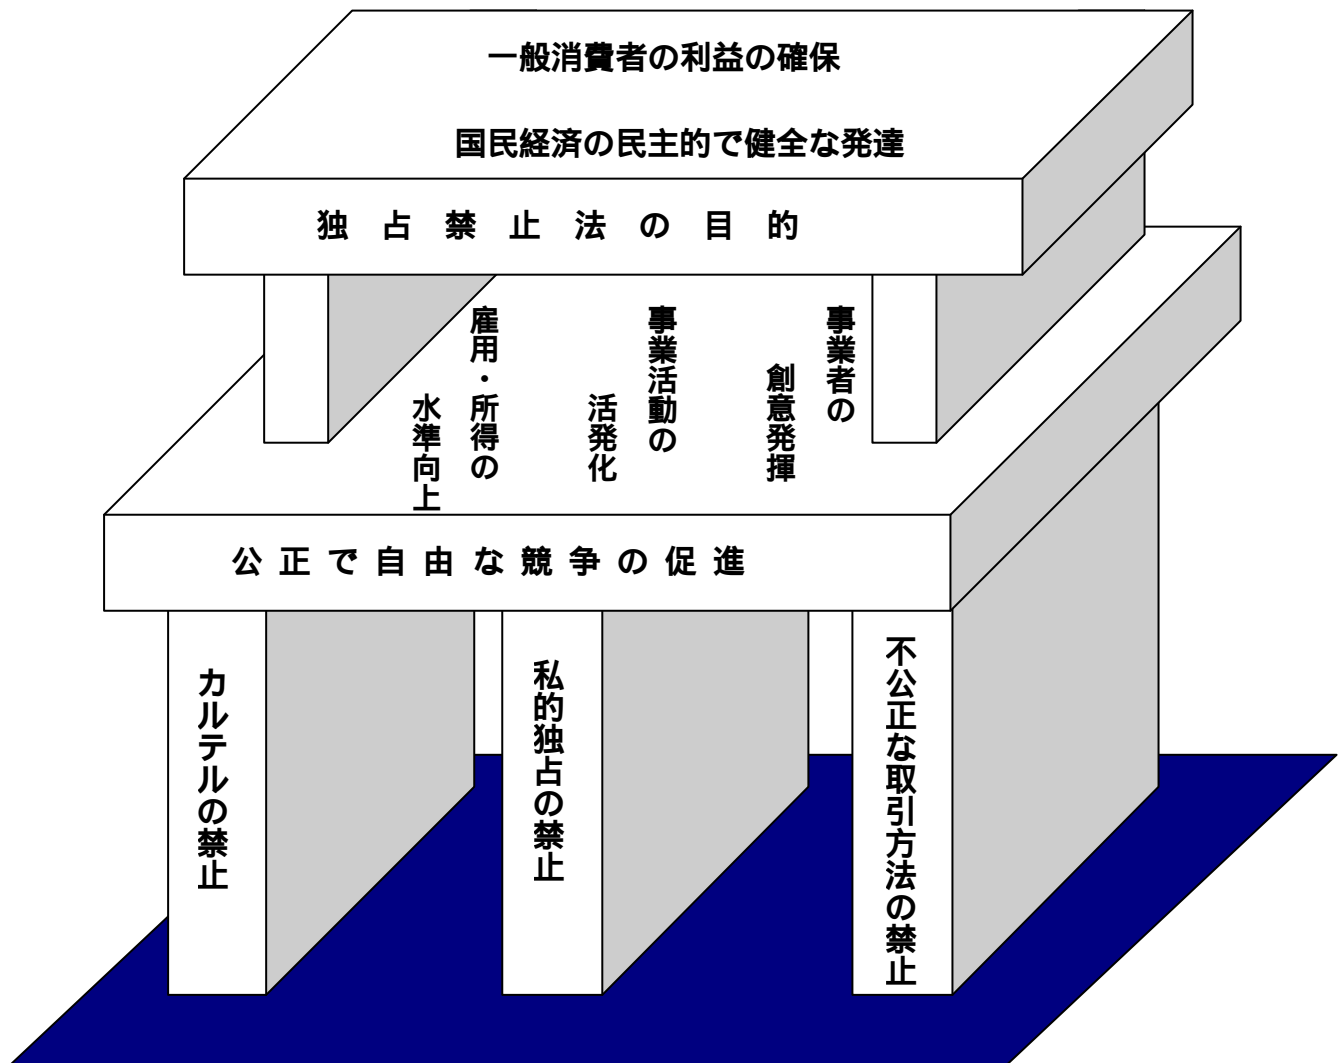 一般消費者の利益の確保
国民経済の民主的で健全な発達
独占禁止法の目的
事業者の
創意発揮
事業活動の
活発化
雇用・所得の
水準向上
公正で自由な競争の促進
カルテルの禁止
私的独占の禁止
不公正な取引方法の禁止